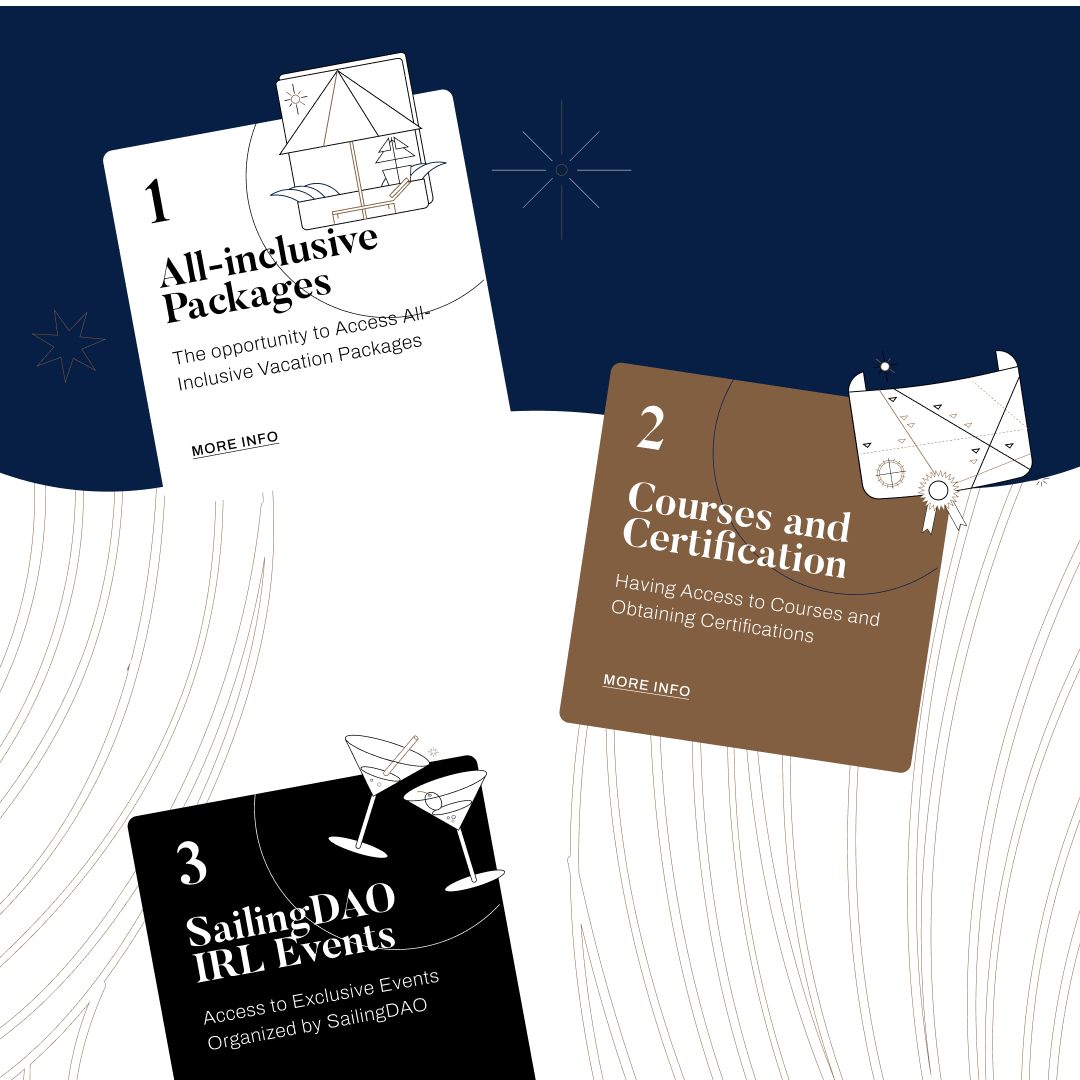 1
All-inclusive
Packages
The opportunity to Access All-
Inclusive Vacation Packages
MORE INFO
2
Courses and
Certification
Having Access to Courses and
Obtaining Certifications
MORE INFO
3
SailingDAO
IRL Events
Access to Exclusive Events
Organized by SailingDAO